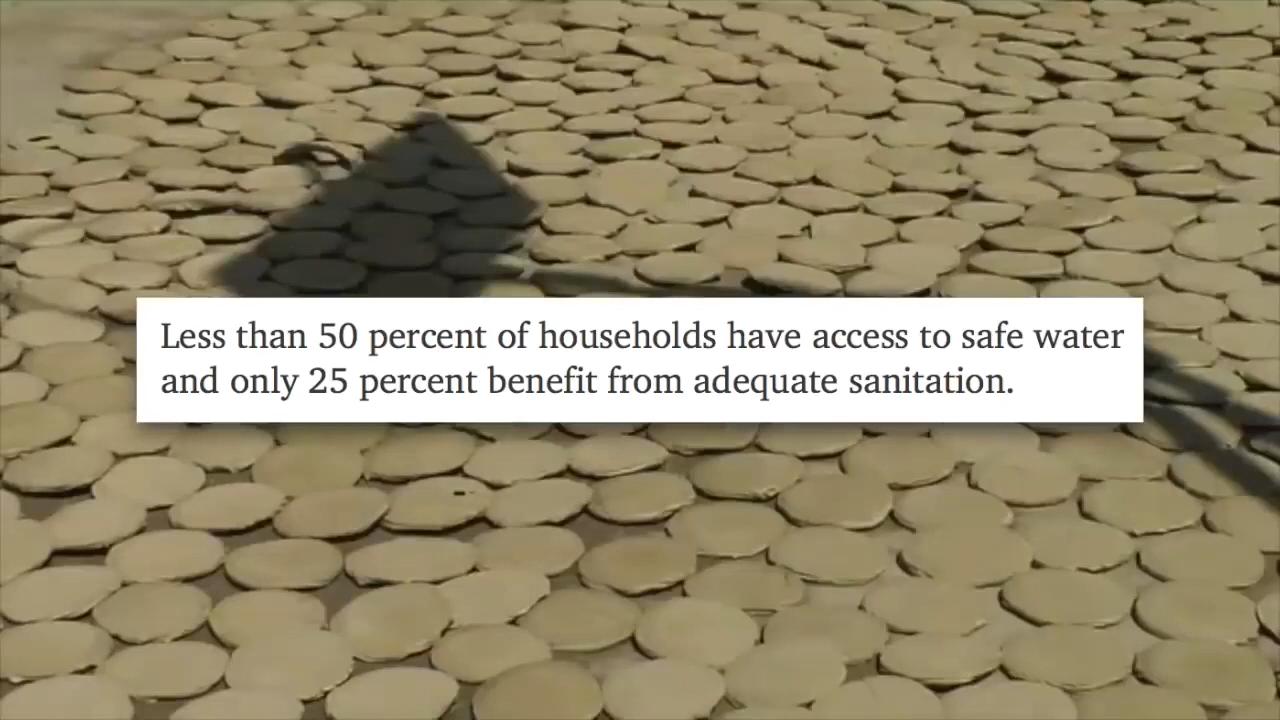 Less than 50 percent of households have access to safe water
and only 25 percent benefit from adequate sanitation.